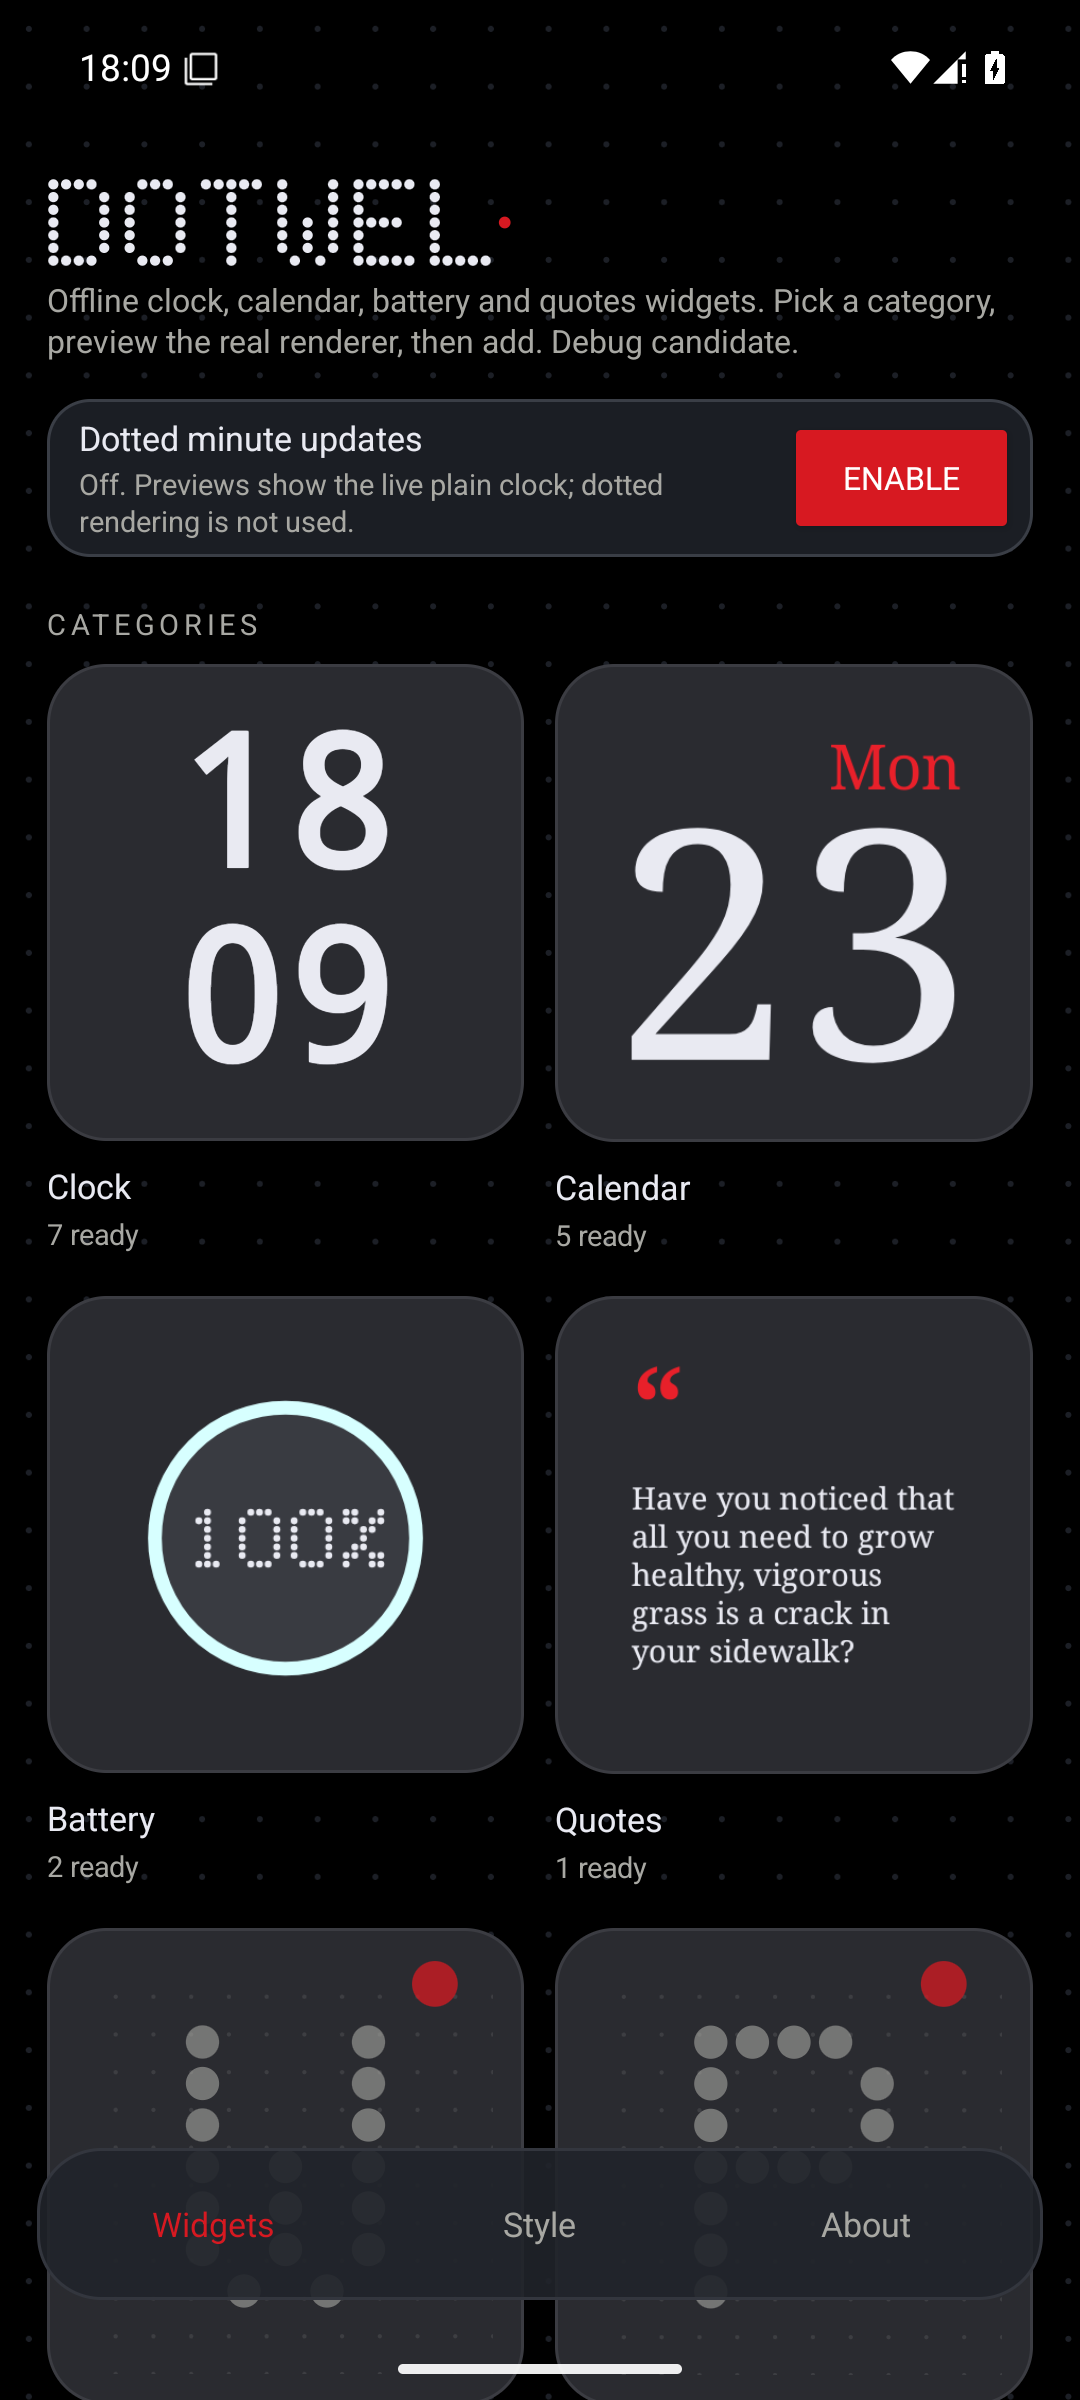 18:09
DOTWEL
Offline clock, calendar, battery and quotes widgets. Pick a category,
preview the real renderer, then add. Debug candidate.
Dotted minute updates
Off. Previews show the live plain clock; dotted
rendering is not used.
ENABLE
CATEGORIES
18
09
Mon
23
Clock
7 ready
Calendar
5 ready
100%
“
Have you noticed that
all you need to grow
healthy, vigorous
grass is a crack in
your sidewalk?
Battery
2 ready
Quotes
1 ready
W
P
Widgets
Style
About